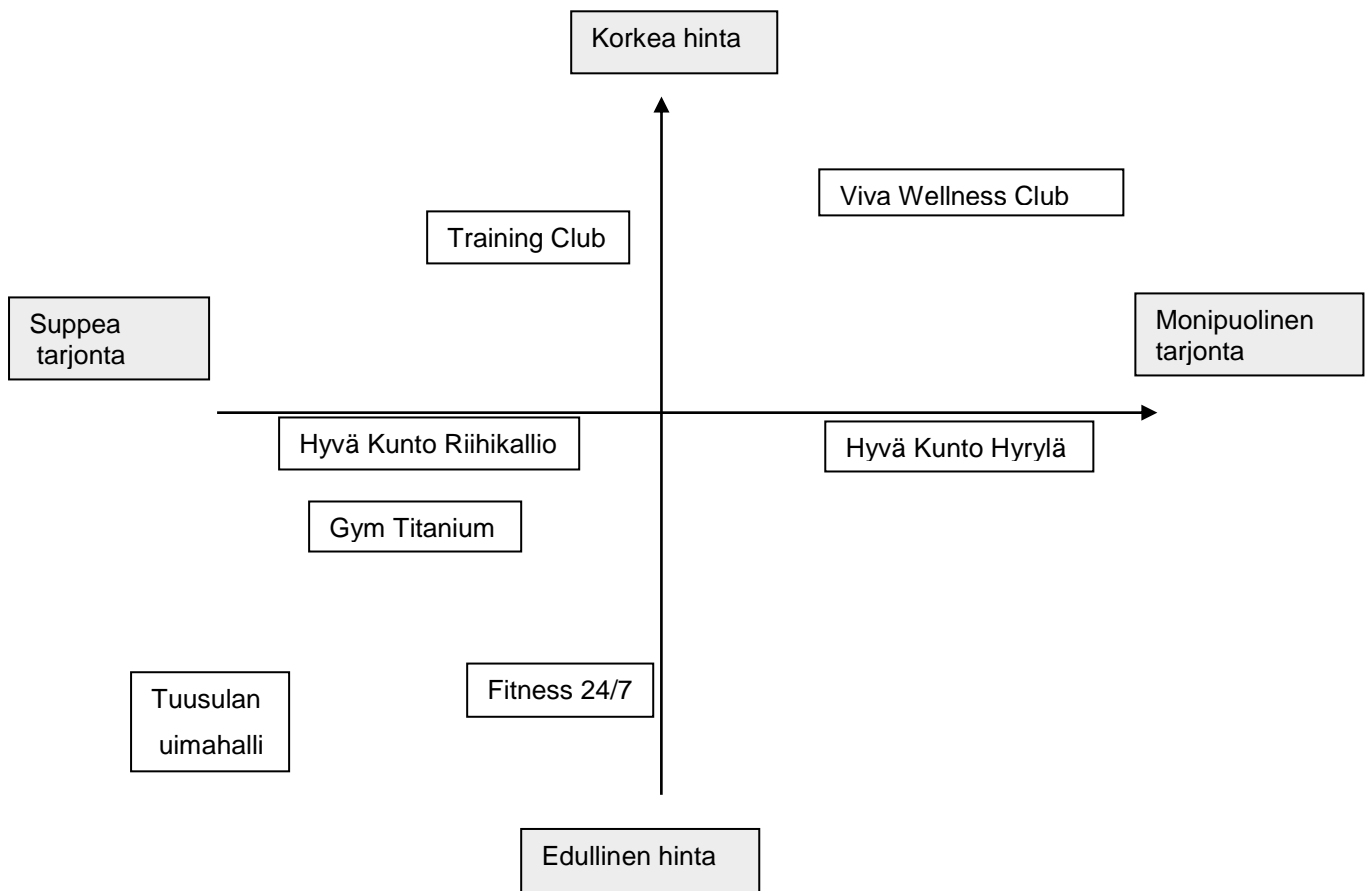 Korkea hinta
Viva Wellness Club
Training Club
Suppea
tarjonta
Monipuolinen
tarjonta
Hyvä Kunto Riihikallio
Hyvä Kunto Hyrylä
Gym Titanium
Fitness 24/7
Tuusulan
uimahalli
Edullinen hinta